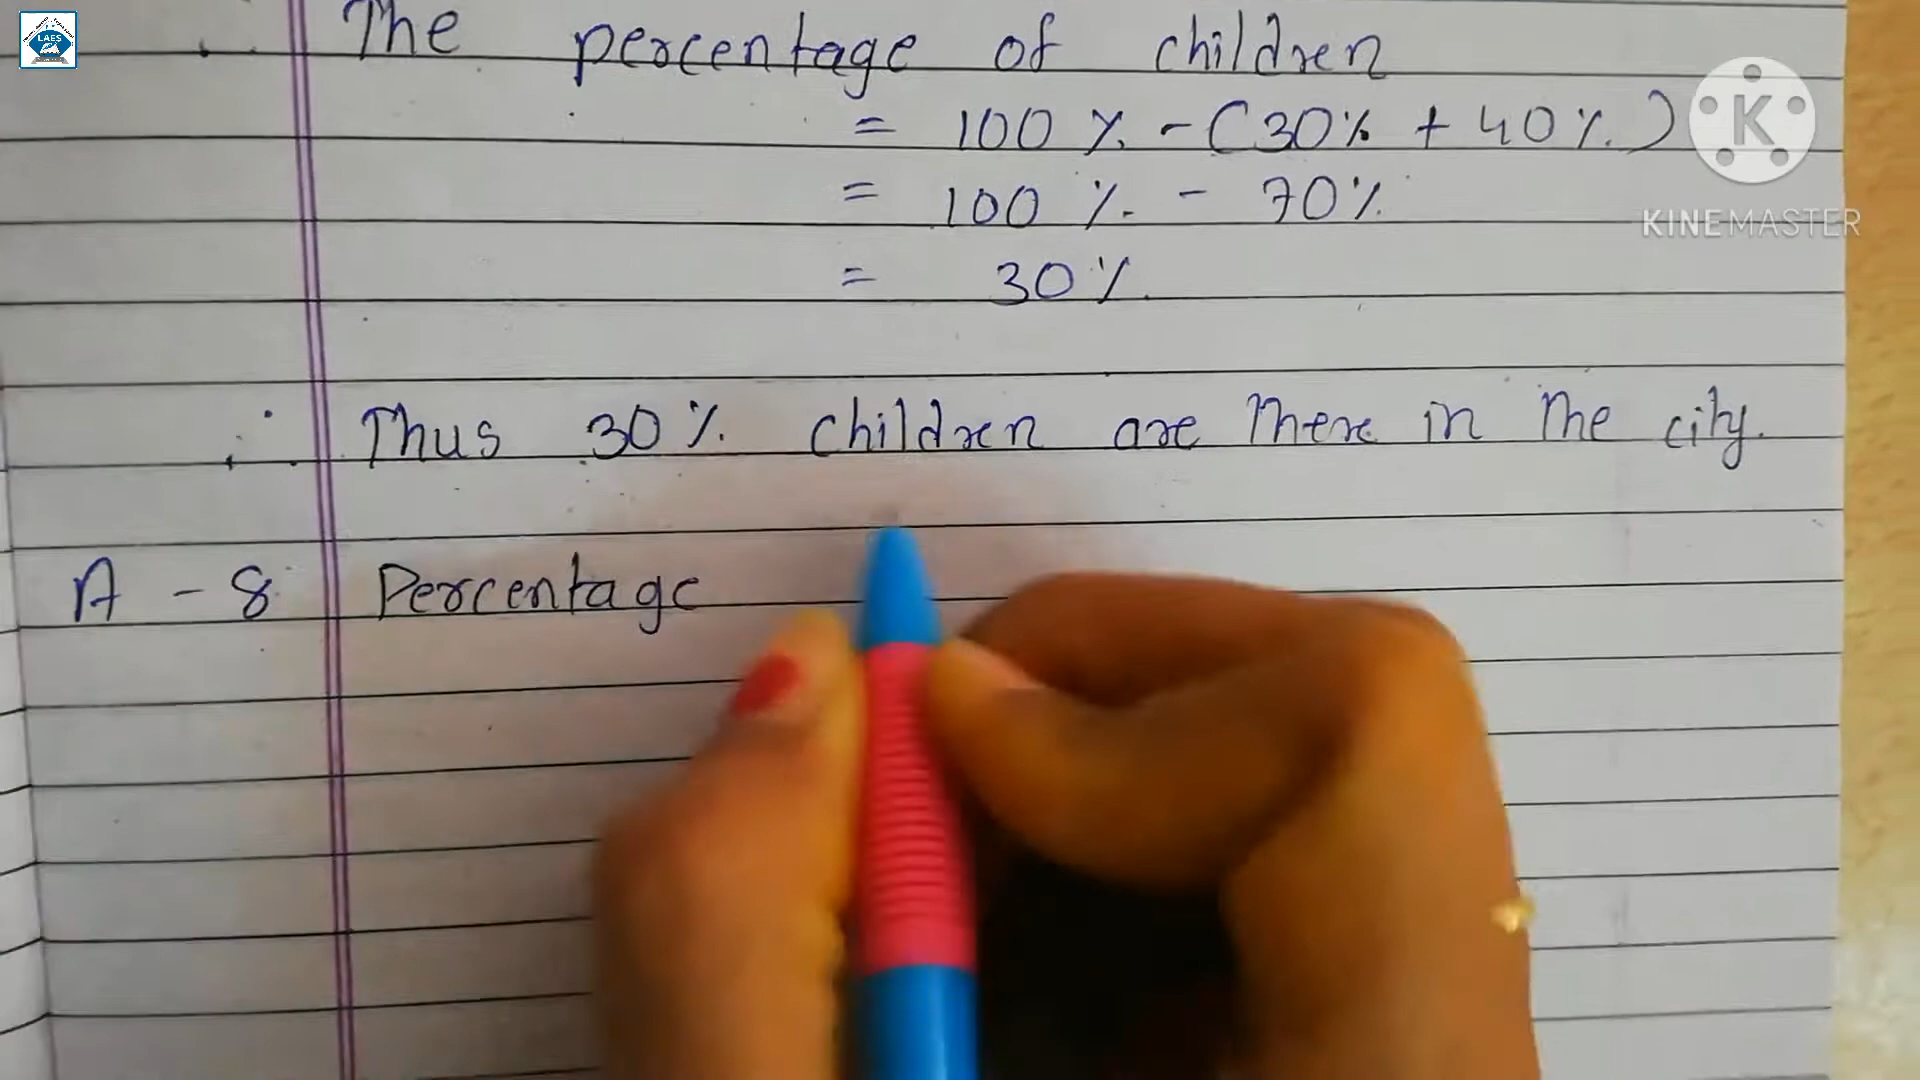 LAES
∴ The percentage of children
= 100 % - (30% + 40%)
= 100 % - 70%
= 30%
K
KINEMASTER
∴ Thus 30% children are there in the city.
A - 8 Percentage